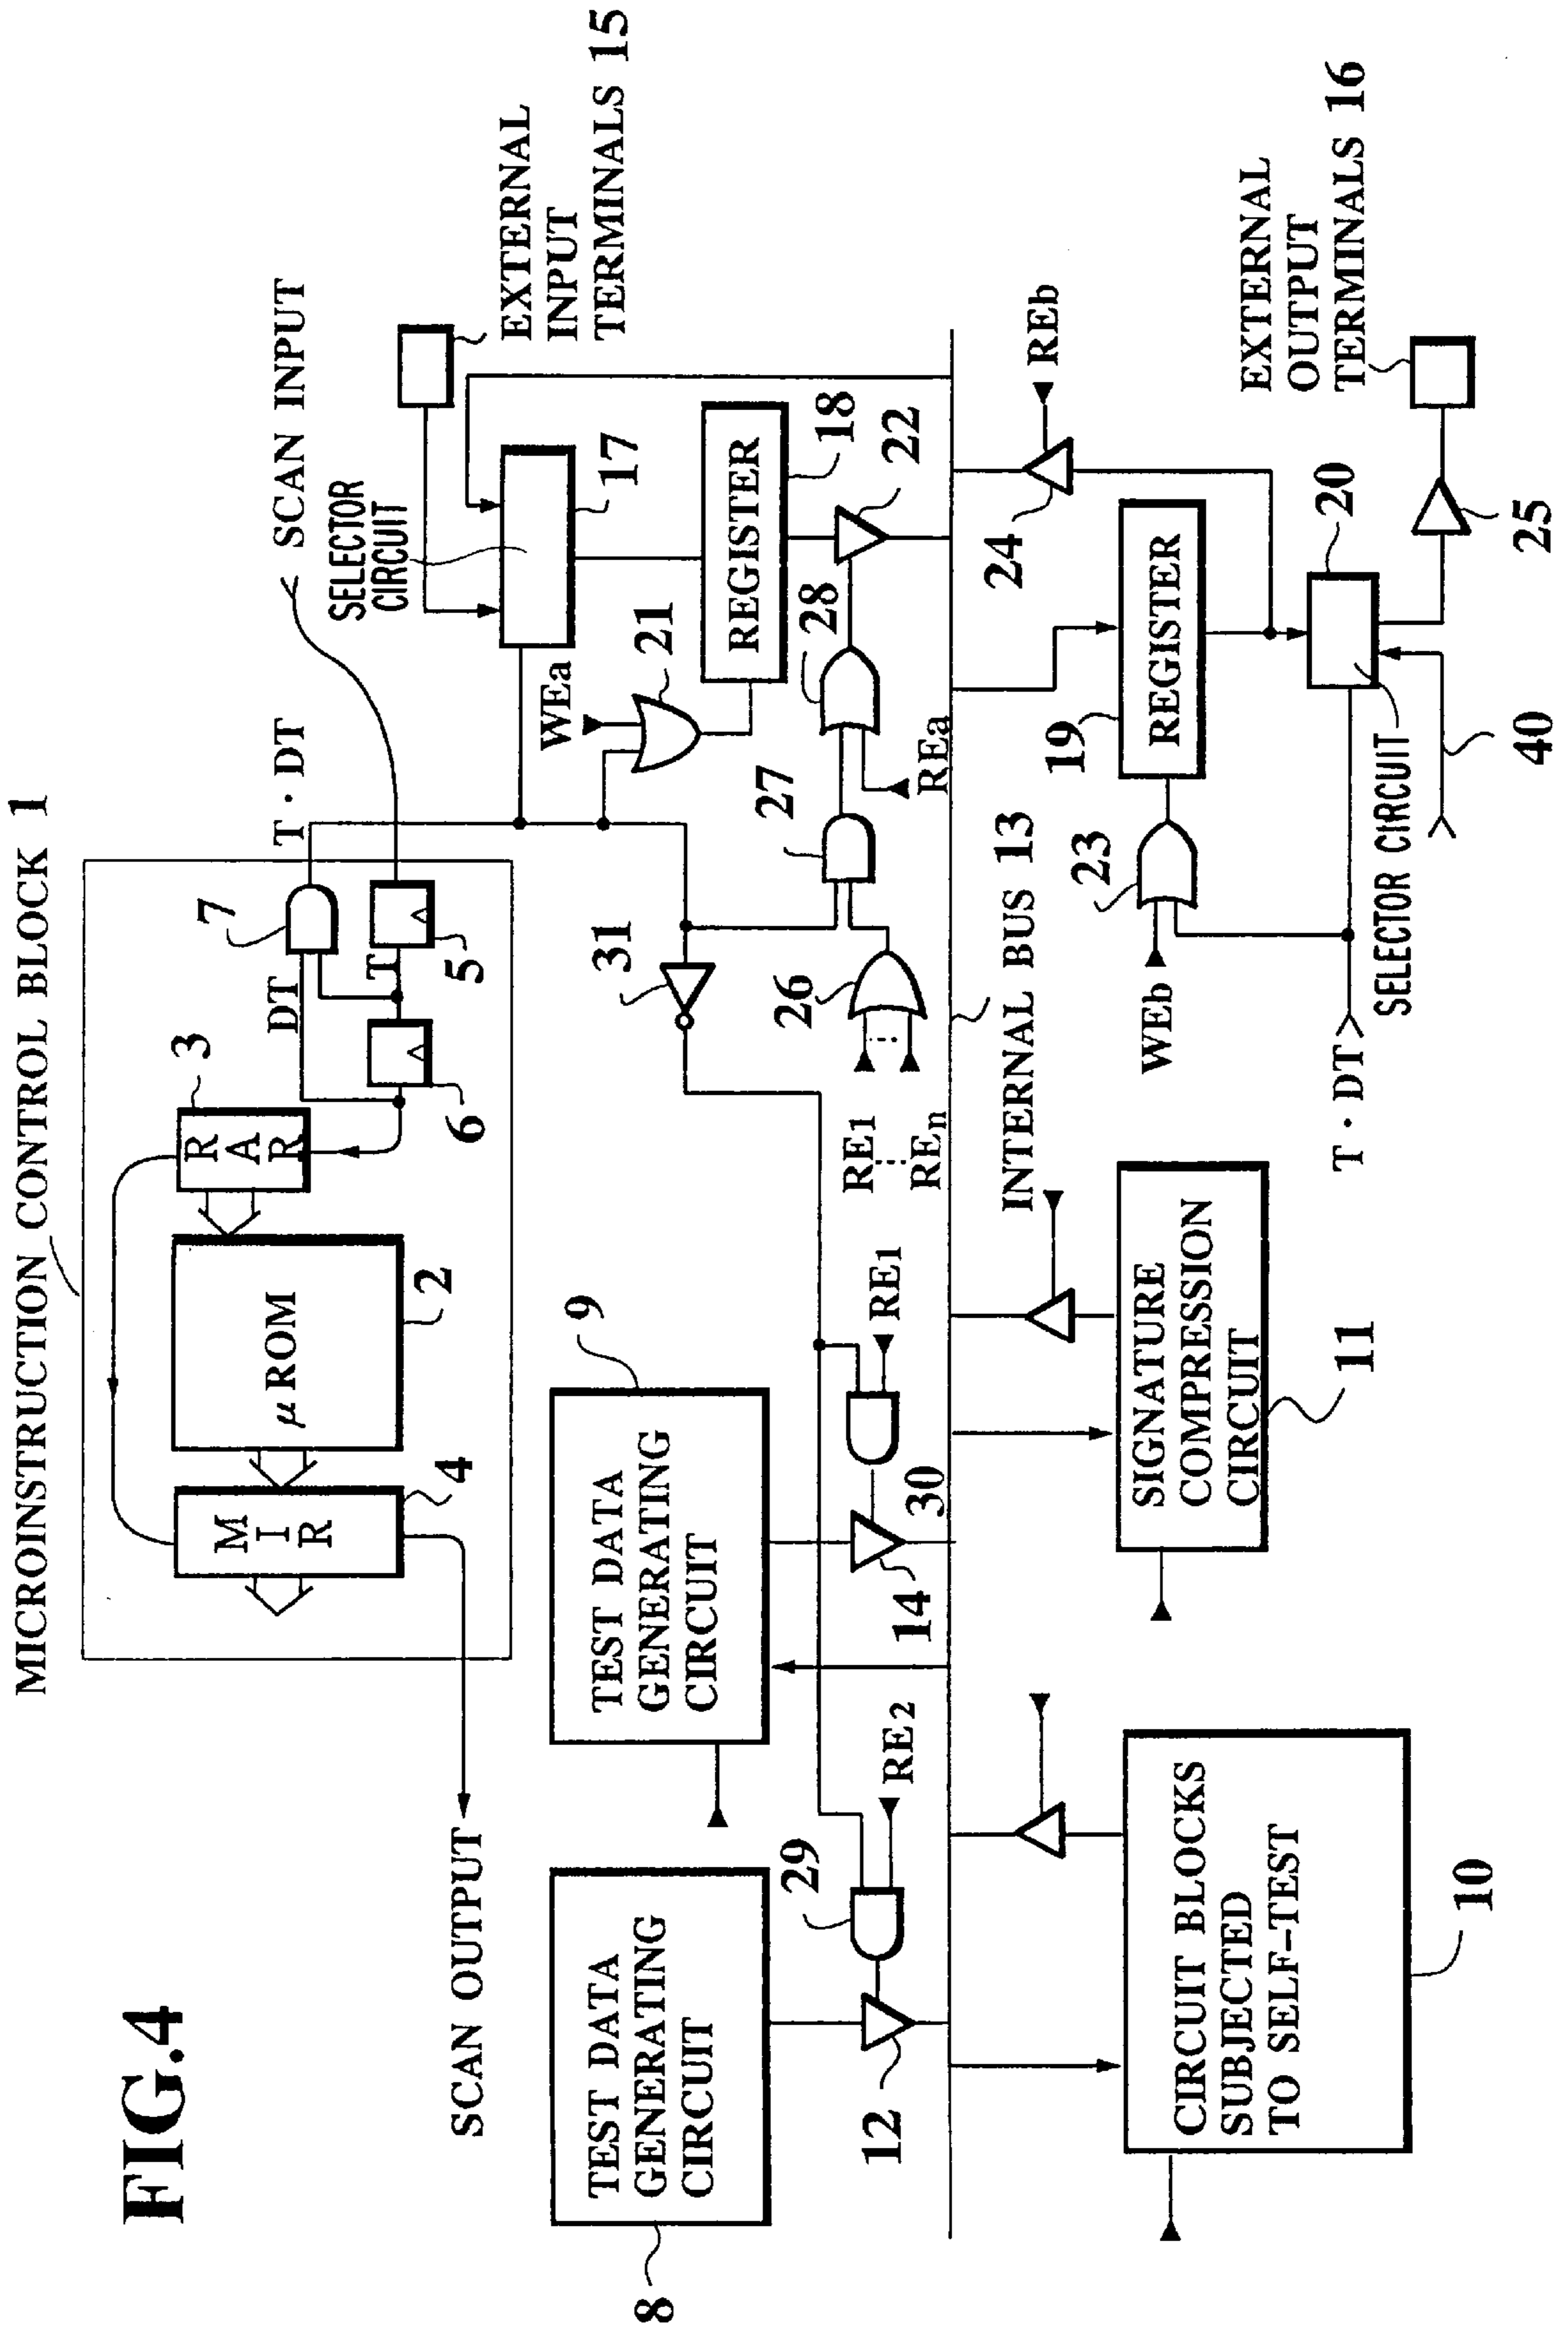 FIG.4
MICROINSTRUCTION CONTROL BLOCK 1
M
I
R
4
μ ROM
2
R
A
R
3
DT
T
6
5
7
T · DT
SCAN INPUT
SCAN OUTPUT
SELECTOR
CIRCUIT
17
EXTERNAL
INPUT
TERMINALS 15
8
TEST DATA
GENERATING
CIRCUIT
9
TEST DATA
GENERATING
CIRCUIT
31
WEa
21
REGISTER
18
12
29
RE2
14
30
RE1
RE1
REn
26
27
28
REa
22
INTERNAL BUS 13
24
REb
10
CIRCUIT BLOCKS
SUBJECTED
TO SELF-TEST
11
SIGNATURE
COMPRESSION
CIRCUIT
WEb
23
19
REGISTER
T · DT
SELECTOR CIRCUIT
20
40
25
EXTERNAL
OUTPUT
TERMINALS 16